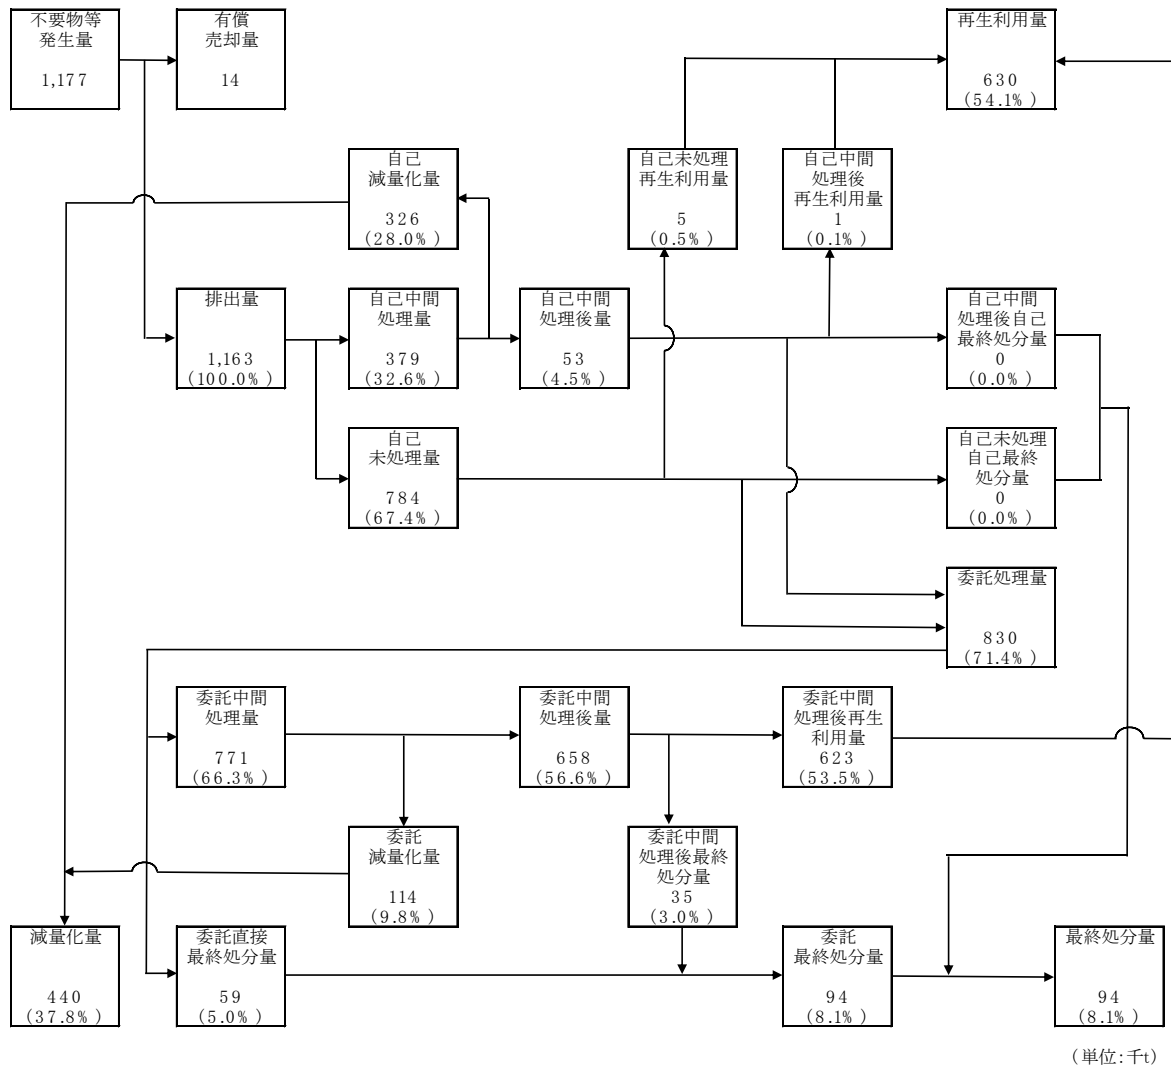 不要物等
発生量
1,177
有償
売却量
14
再生利用量
630
(54.1%)
自己
減量化量
326
(28.0%)
自己未処理
再生利用量
5
(0.5%)
自己中間
処理後
再生利用量
1
(0.1%)
排出量
1,163
(100.0%)
自己中間
処理量
379
(32.6%)
自己中間
処理後量
53
(4.5%)
自己中間
処理後自己
最終処分量
0
(0.0%)
自己
未処理量
784
(67.4%)
自己未処理
自己最終
処分量
0
(0.0%)
委託処理量
830
(71.4%)
委託中間
処理量
771
(66.3%)
委託中間
処理後量
658
(56.6%)
委託中間
処理後再生
利用量
623
(53.5%)
委託
減量化量
114
(9.8%)
委託中間
処理後最終
処分量
35
(3.0%)
減量化量
440
(37.8%)
委託直接
最終処分量
59
(5.0%)
委託
最終処分量
94
(8.1%)
最終処分量
94
(8.1%)
(単位:千t)